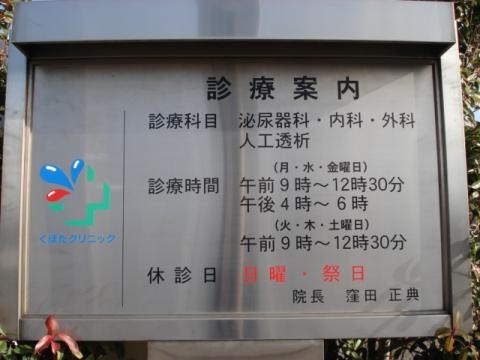 診療案内
診療科目 泌尿器科・内科・外科
人工透析
(月・水・金曜日)
診療時間 午前9時〜12時30分
午後4時〜6時
(火・木・土曜日)
午前9時〜12時30分
くぼたクリニック
休診日 日曜・祭日
院長 窪田 正典